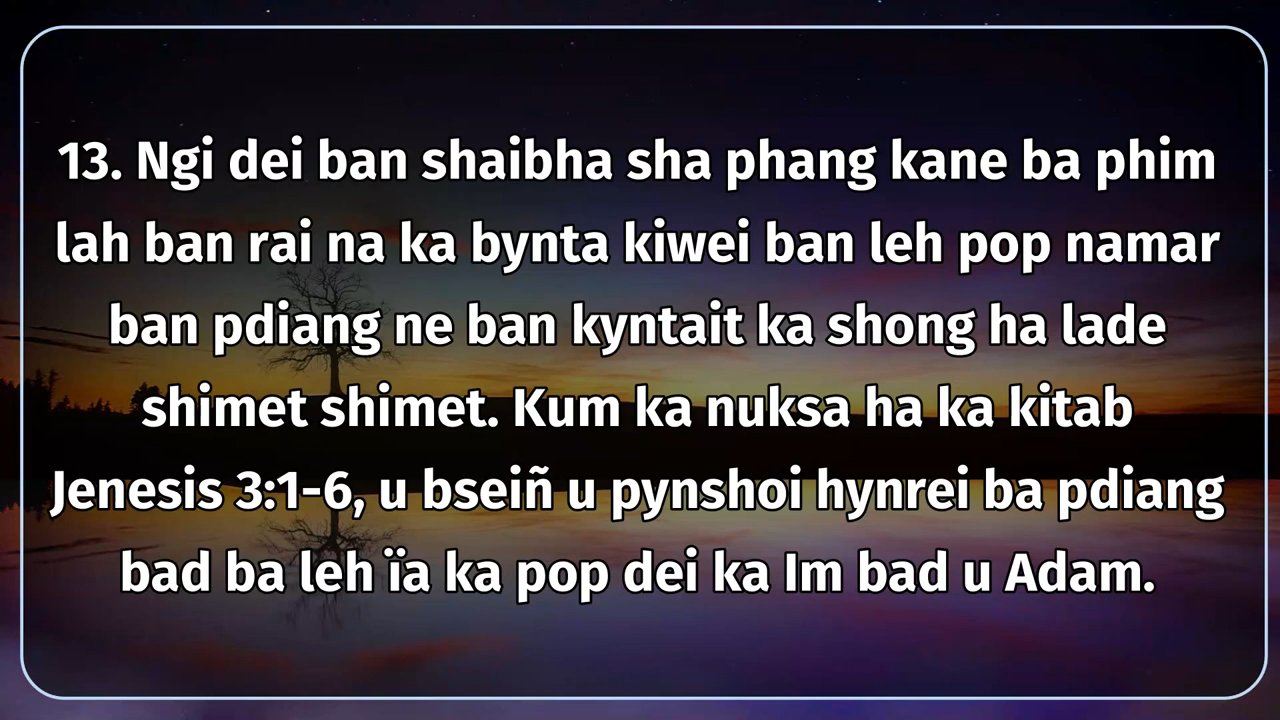 13. Ngi dei ban shaibha sha phang kane ba phim
lah ban rai na ka bynta kiwei ban leh pop namar
ban pdiang ne ban kyntait ka shong ha lade
shimet shimet. Kum ka nuksa ha ka kitab
Jenesis 3:1-6, u bseiñ u pynshoi hynrei ba pdiang
bad ba leh ïa ka pop dei ka Im bad u Adam.